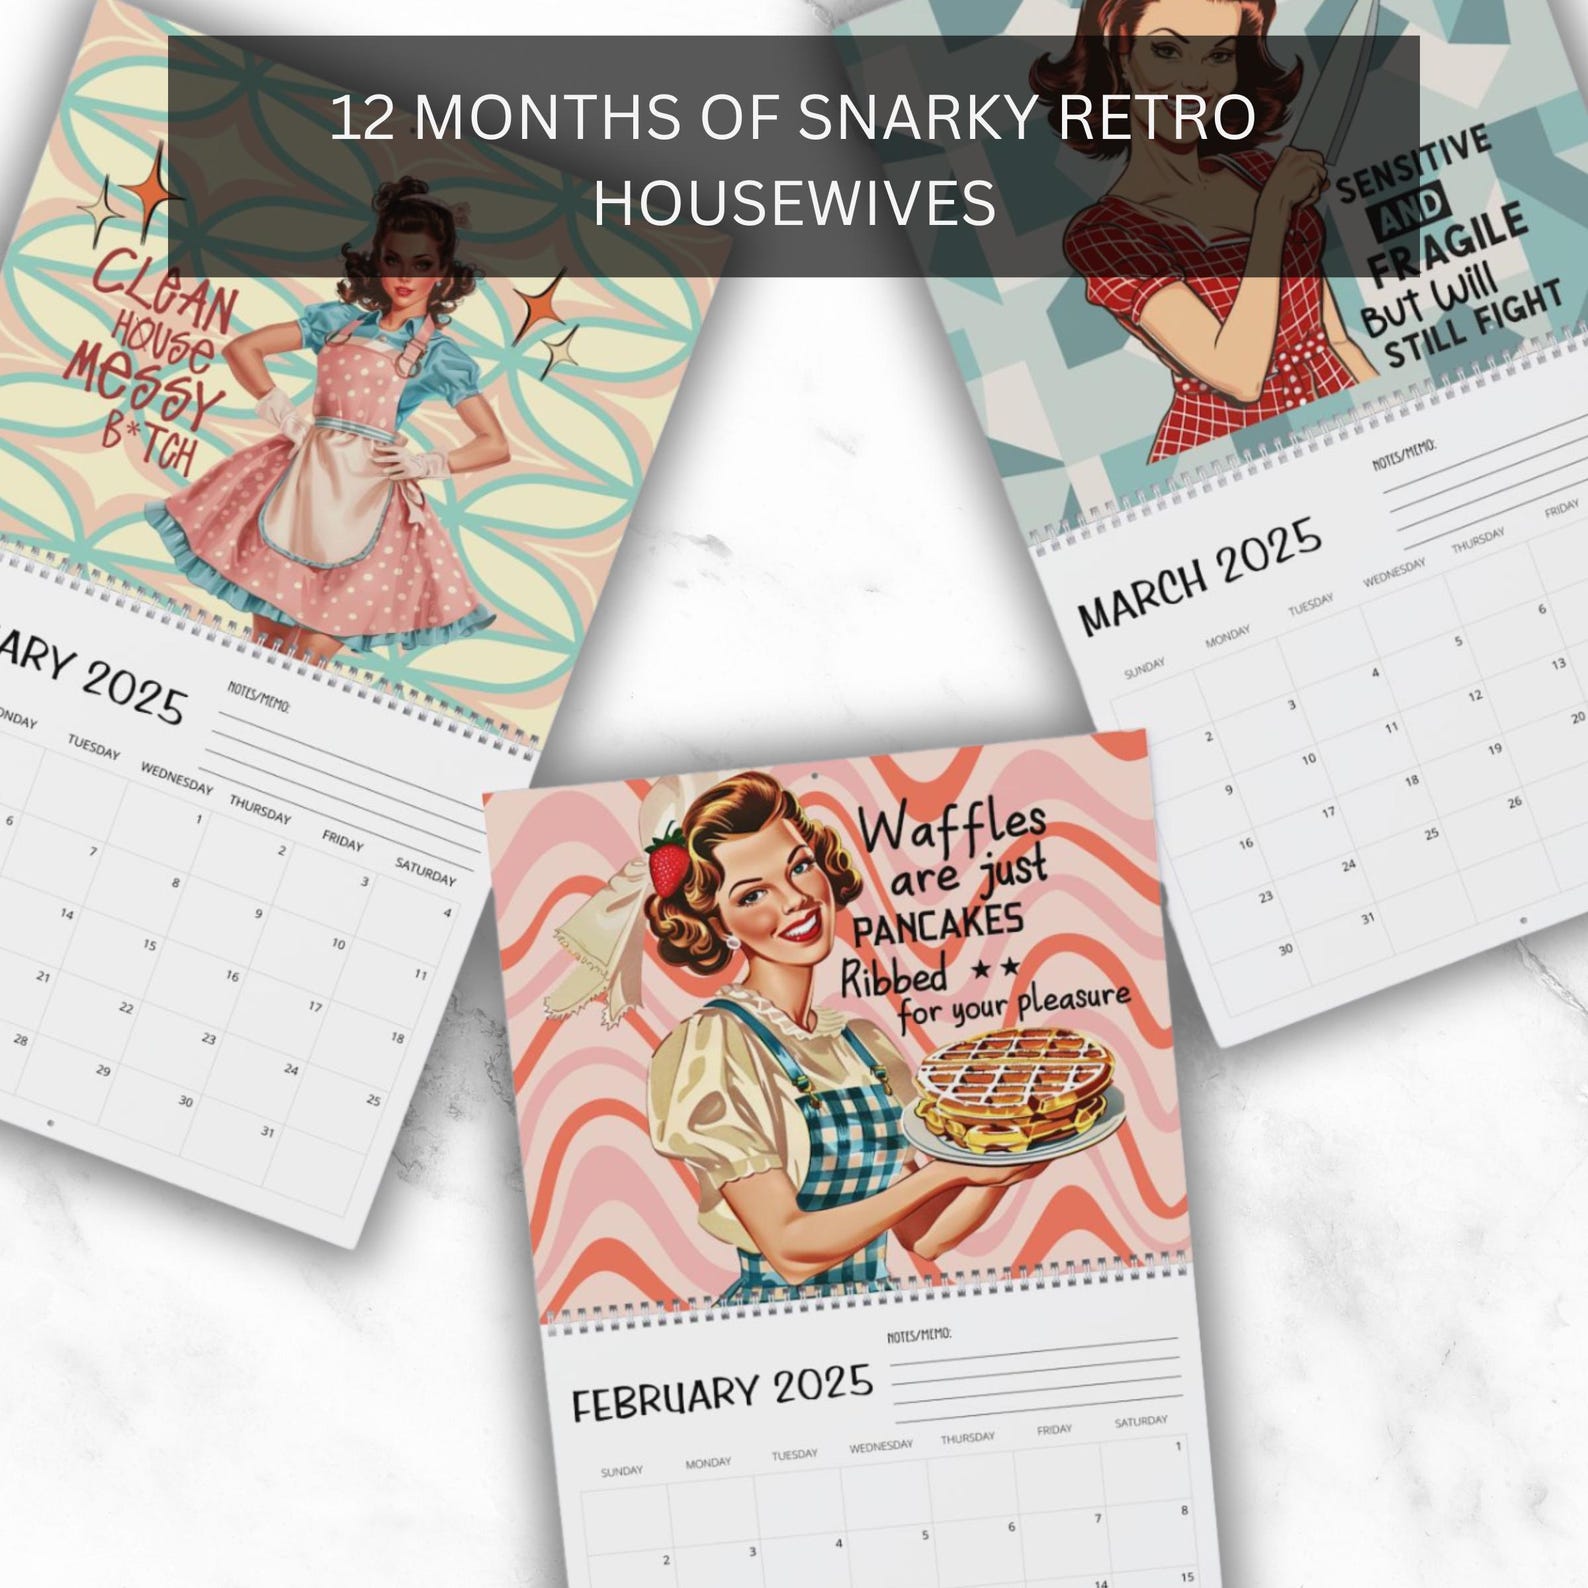 12 MONTHS OF SNARKY RETRO
HOUSEWIVES
CLEAN
HOUSE
MESSY
B*TCH
ARY 2025
NOTES/MEMO:
ONDAY TUESDAY WEDNESDAY THURSDAY FRIDAY SATURDAY
1 2 3 4
6 7 8 9 10 11
14 15 16 17 18
21 22 23 24 25
28 29 30 31
SENSITIVE
AND
FRAGILE
BUT Will
STILL FIGHT
NOTES/MEMO:
MARCH 2025
SUNDAY MONDAY TUESDAY WEDNESDAY THURSDAY FRIDAY
2 3 4 5 6
9 10 11 12 13
16 17 18 19 20
23 24 25 26
30 31
Waffles
are just
PANCAKES
Ribbed
for your pleasure
NOTES/MEMO:
FEBRUARY 2025
SUNDAY MONDAY TUESDAY WEDNESDAY THURSDAY FRIDAY SATURDAY
1
2 3 4 5 6 7 8
14 15